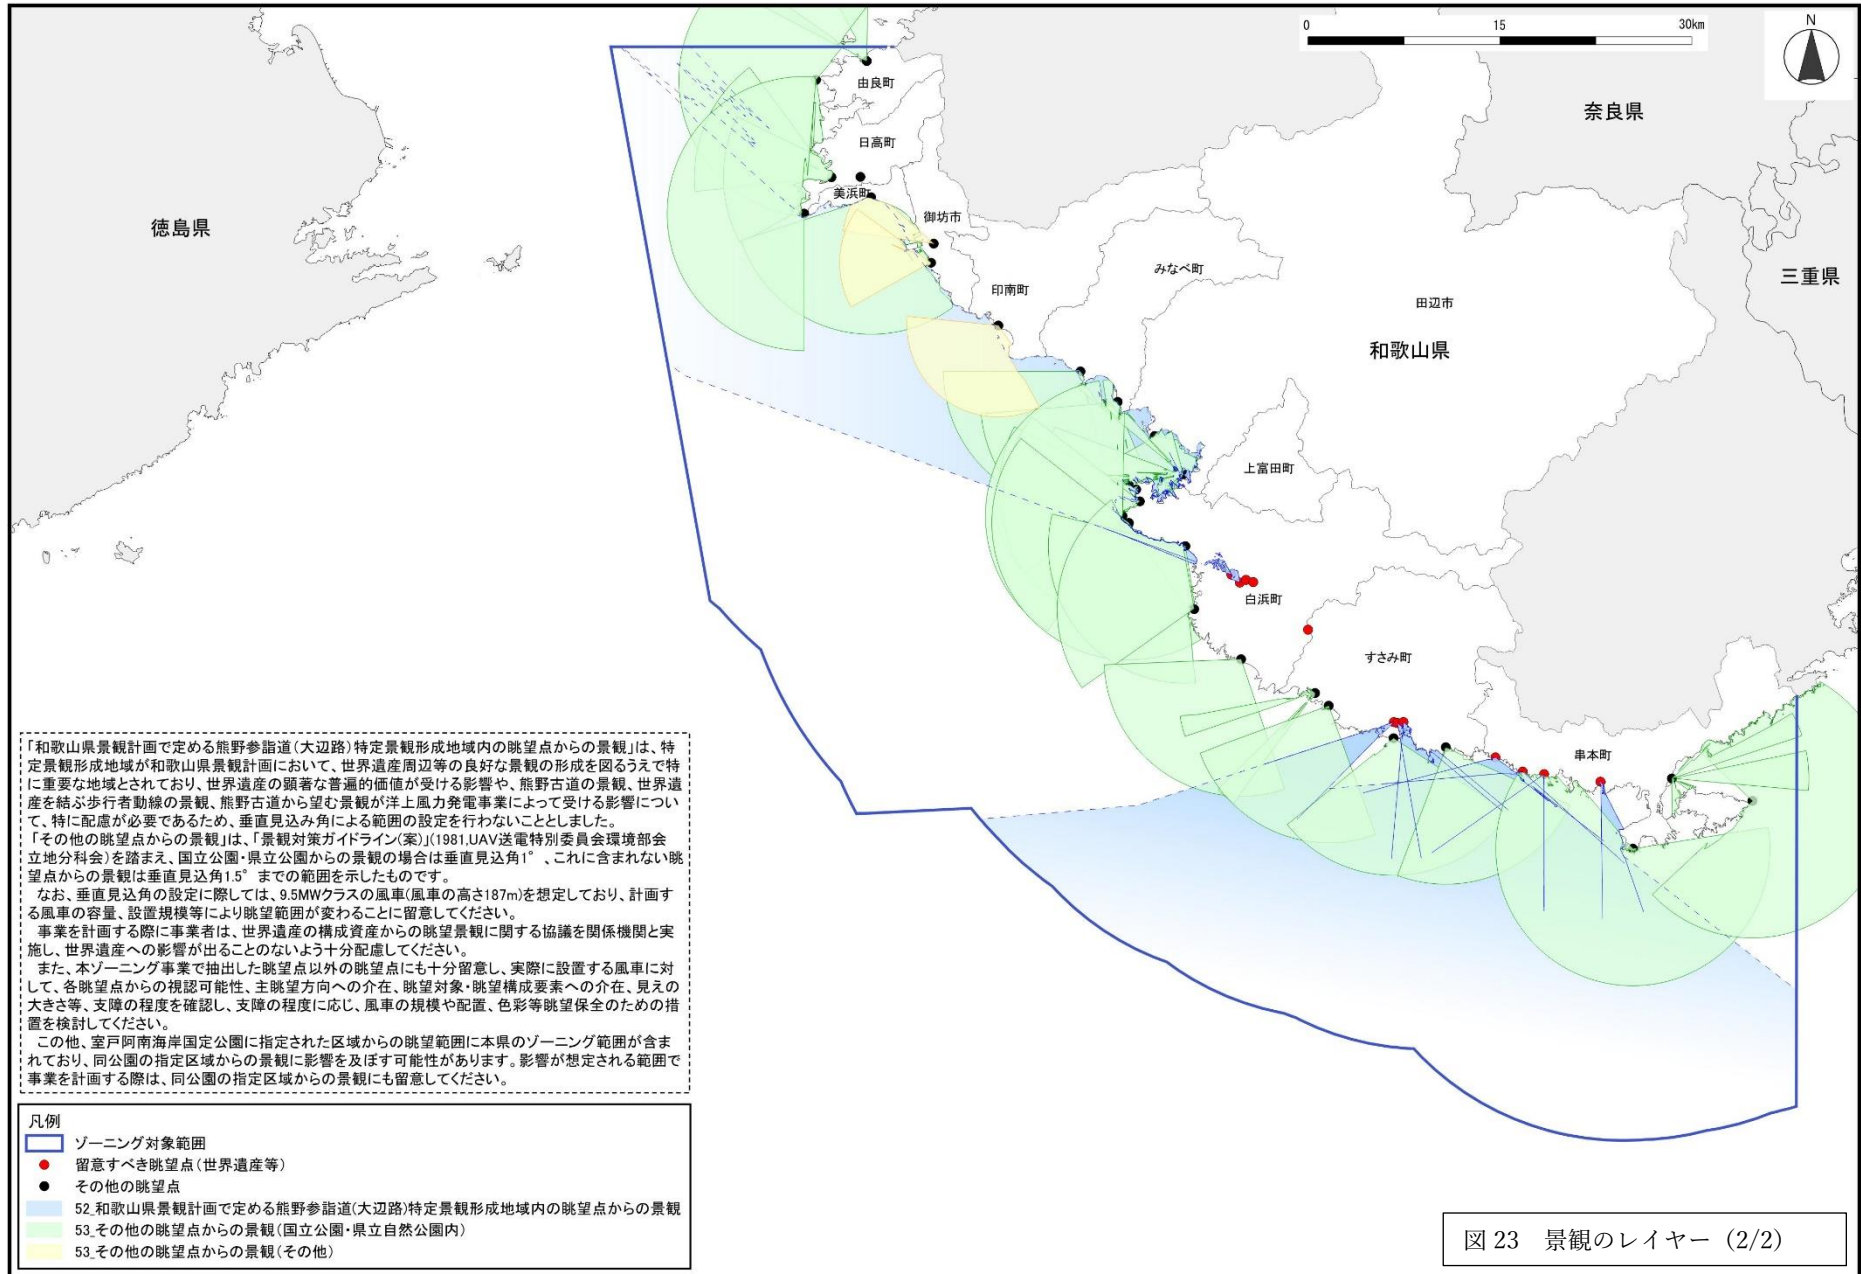 0 15 30km
N
由良町
奈良県
日高町
美浜町
徳島県
御坊市
みなべ町
三重県
印南町
田辺市
和歌山県
上富田町
白浜町
すさみ町
串本町
「和歌山県景観計画で定める熊野参詣道(大辺路)特定景観形成地域内の眺望点からの景観」は、特
定景観形成地域が和歌山県景観計画において、世界遺産周辺等の良好な景観の形成を図るうえで特
に重要な地域とされており、世界遺産の顕著な普遍的価値が受ける影響や、熊野古道の景観、世界遺
産を結ぶ歩行者動線の景観、熊野古道から望む景観が洋上風力発電事業によって受ける影響につい
て、特に配慮が必要であるため、垂直見込み角による範囲の設定を行わないこととしました。
「その他の眺望点からの景観」は、「景観対策ガイドライン(案)」(1981,UAV送電特別委員会環境部会
立地分科会)を踏まえ、国立公園・県立公園からの景観の場合は垂直見込角1°、これに含まれない眺
望点からの景観は垂直見込角1.5°までの範囲を示したものです。
なお、垂直見込角の設定に際しては、9.5MWクラスの風車(風車の高さ187m)を想定しており、計画す
る風車の容量、設置規模等により眺望範囲が変わることに留意してください。
事業を計画する際に事業者は、世界遺産の構成資産からの眺望景観に関する協議を関係機関と実
施し、世界遺産への影響が出ることのないよう十分配慮してください。
また、本ゾーニング事業で抽出した眺望点以外の眺望点にも十分留意し、実際に設置する風車に対
して、各眺望点からの視認可能性、主眺望方向への介在、眺望対象・眺望構成要素への介在、見えの
大きさ等、支障の程度を確認し、支障の程度に応じ、風車の規模や配置、色彩等眺望保全のための措
置を検討してください。
この他、室戸阿南海岸国定公園に指定された区域からの眺望範囲に本県のゾーニング範囲が含ま
れており、同公園の指定区域からの景観に影響を及ぼす可能性があります。影響が想定される範囲で
事業を計画する際は、同公園の指定区域からの景観にも留意してください。
凡例
ゾーニング対象範囲
留意すべき眺望点(世界遺産等)
その他の眺望点
52_和歌山県景観計画で定める熊野参詣道(大辺路)特定景観形成地域内の眺望点からの景観
53_その他の眺望点からの景観(国立公園・県立自然公園内)
53_その他の眺望点からの景観(その他)
図 23 景観のレイヤー（2/2）